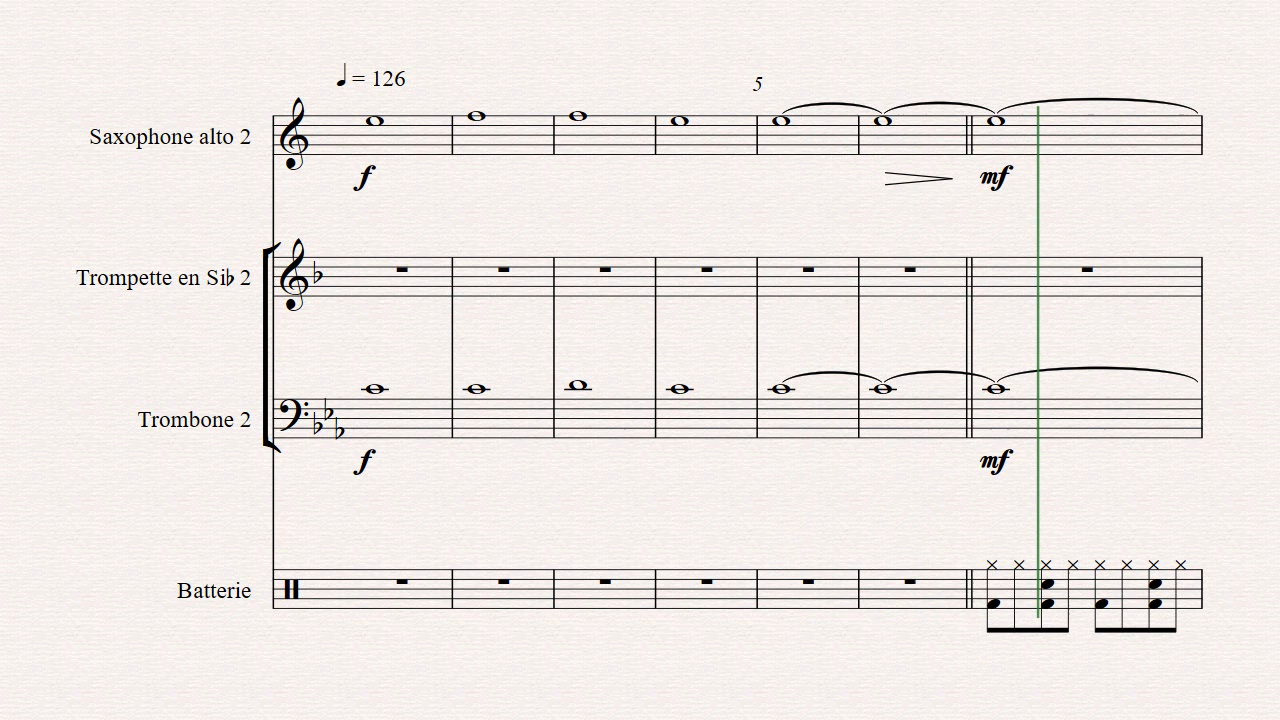 ♩ = 126
5
Saxophone alto 2
f
mf
Trompette en Si♭ 2
Trombone 2
f
mf
Batterie